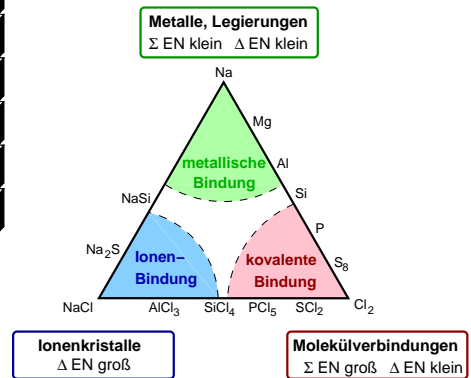 Metalle, Legierungen
Σ EN klein Δ EN klein
Na
Mg
metallische
Bindung
Al
NaSi
Si
P
Na₂S
Ionen–
Bindung
kovalente
Bindung
S₈
NaCl
AlCl₃
SiCl₄
PCl₅
SCl₂
Cl₂
Ionenkristalle
Δ EN groß
Molekülverbindungen
Σ EN groß Δ EN klein